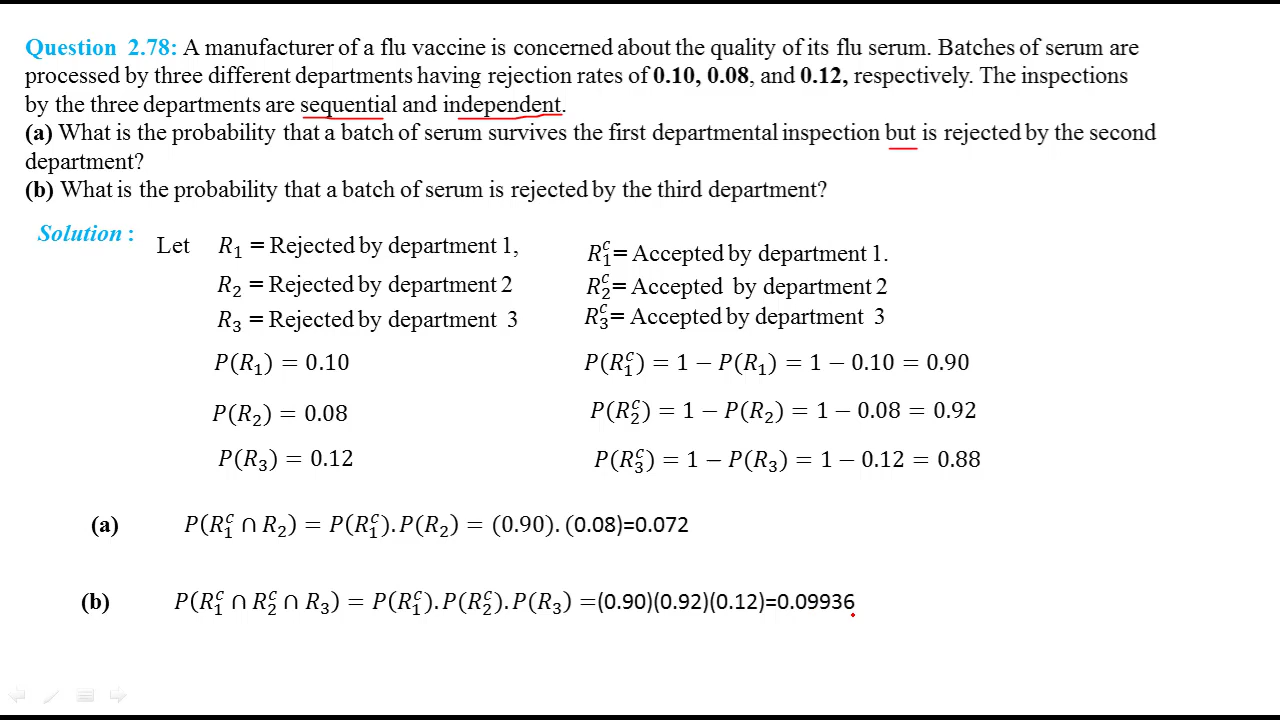 Question 2.78: A manufacturer of a flu vaccine is concerned about the quality of its flu serum. Batches of serum are
processed by three different departments having rejection rates of 0.10, 0.08, and 0.12, respectively. The inspections
by the three departments are sequential and independent.
(a) What is the probability that a batch of serum survives the first departmental inspection but is rejected by the second
department?
(b) What is the probability that a batch of serum is rejected by the third department?
Solution :
Let R₁ = Rejected by department 1, R₁ᶜ= Accepted by department 1.
R₂ = Rejected by department 2 R₂ᶜ= Accepted by department 2
R₃ = Rejected by department 3 R₃ᶜ= Accepted by department 3
P(R₁) = 0.10 P(R₁ᶜ) = 1 − P(R₁) = 1 − 0.10 = 0.90
P(R₂) = 0.08 P(R₂ᶜ) = 1 − P(R₂) = 1 − 0.08 = 0.92
P(R₃) = 0.12 P(R₃ᶜ) = 1 − P(R₃) = 1 − 0.12 = 0.88
(a) P(R₁ᶜ ∩ R₂) = P(R₁ᶜ). P(R₂) = (0.90). (0.08)=0.072
(b) P(R₁ᶜ ∩ R₂ᶜ ∩ R₃) = P(R₁ᶜ). P(R₂ᶜ). P(R₃) =(0.90)(0.92)(0.12)=0.09936